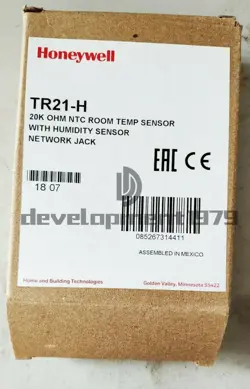 Honeywell
TR21-H
20K OHM NTC ROOM TEMP SENSOR
WITH HUMIDITY SENSOR
NETWORK JACK
EAC CE
18 07
development1979
085267314411
ASSEMBLED IN MEXICO
Home and Building Technologies
Golden Valley, Minnesota 55422